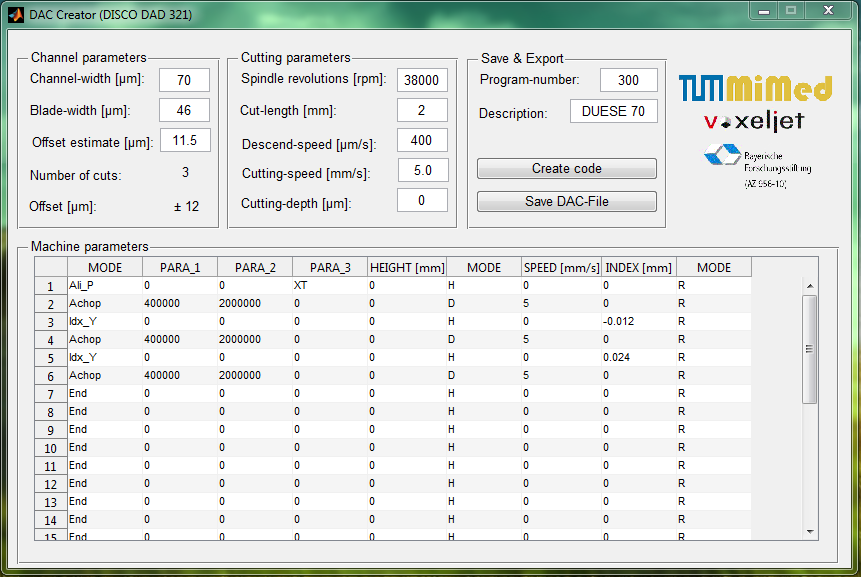 DAC Creator (DISCO DAD 321)
Channel parameters
Channel-width [µm]: 70
Blade-width [µm]: 46
Offset estimate [µm]: 11.5
Number of cuts: 3
Offset [µm]: ± 12
Cutting parameters
Spindle revolutions [rpm]: 38000
Cut-length [mm]: 2
Descend-speed [µm/s]: 400
Cutting-speed [mm/s]: 5.0
Cutting-depth [µm]: 0
Save & Export
Program-number: 300
Description: DUESE 70
Create code
Save DAC-File
TUM MiMed
voxeljet
Bayerische
Forschungsstiftung
(AZ 956-10)
Machine parameters
MODE PARA_1 PARA_2 PARA_3 HEIGHT [mm] MODE SPEED [mm/s] INDEX [mm] MODE
1 Ali_P 0 0 XT 0 H 0 0 R
2 Achop 400000 2000000 0 0 D 5 0 R
3 Idx_Y 0 0 0 0 H 0 -0.012 R
4 Achop 400000 2000000 0 0 D 5 0 R
5 Idx_Y 0 0 0 0 H 0 0.024 R
6 Achop 400000 2000000 0 0 D 5 0 R
7 End 0 0 0 0 H 0 0 R
8 End 0 0 0 0 H 0 0 R
9 End 0 0 0 0 H 0 0 R
10 End 0 0 0 0 H 0 0 R
11 End 0 0 0 0 H 0 0 R
12 End 0 0 0 0 H 0 0 R
13 End 0 0 0 0 H 0 0 R
14 End 0 0 0 0 H 0 0 R
15 End 0 0 0 0 H 0 0 R